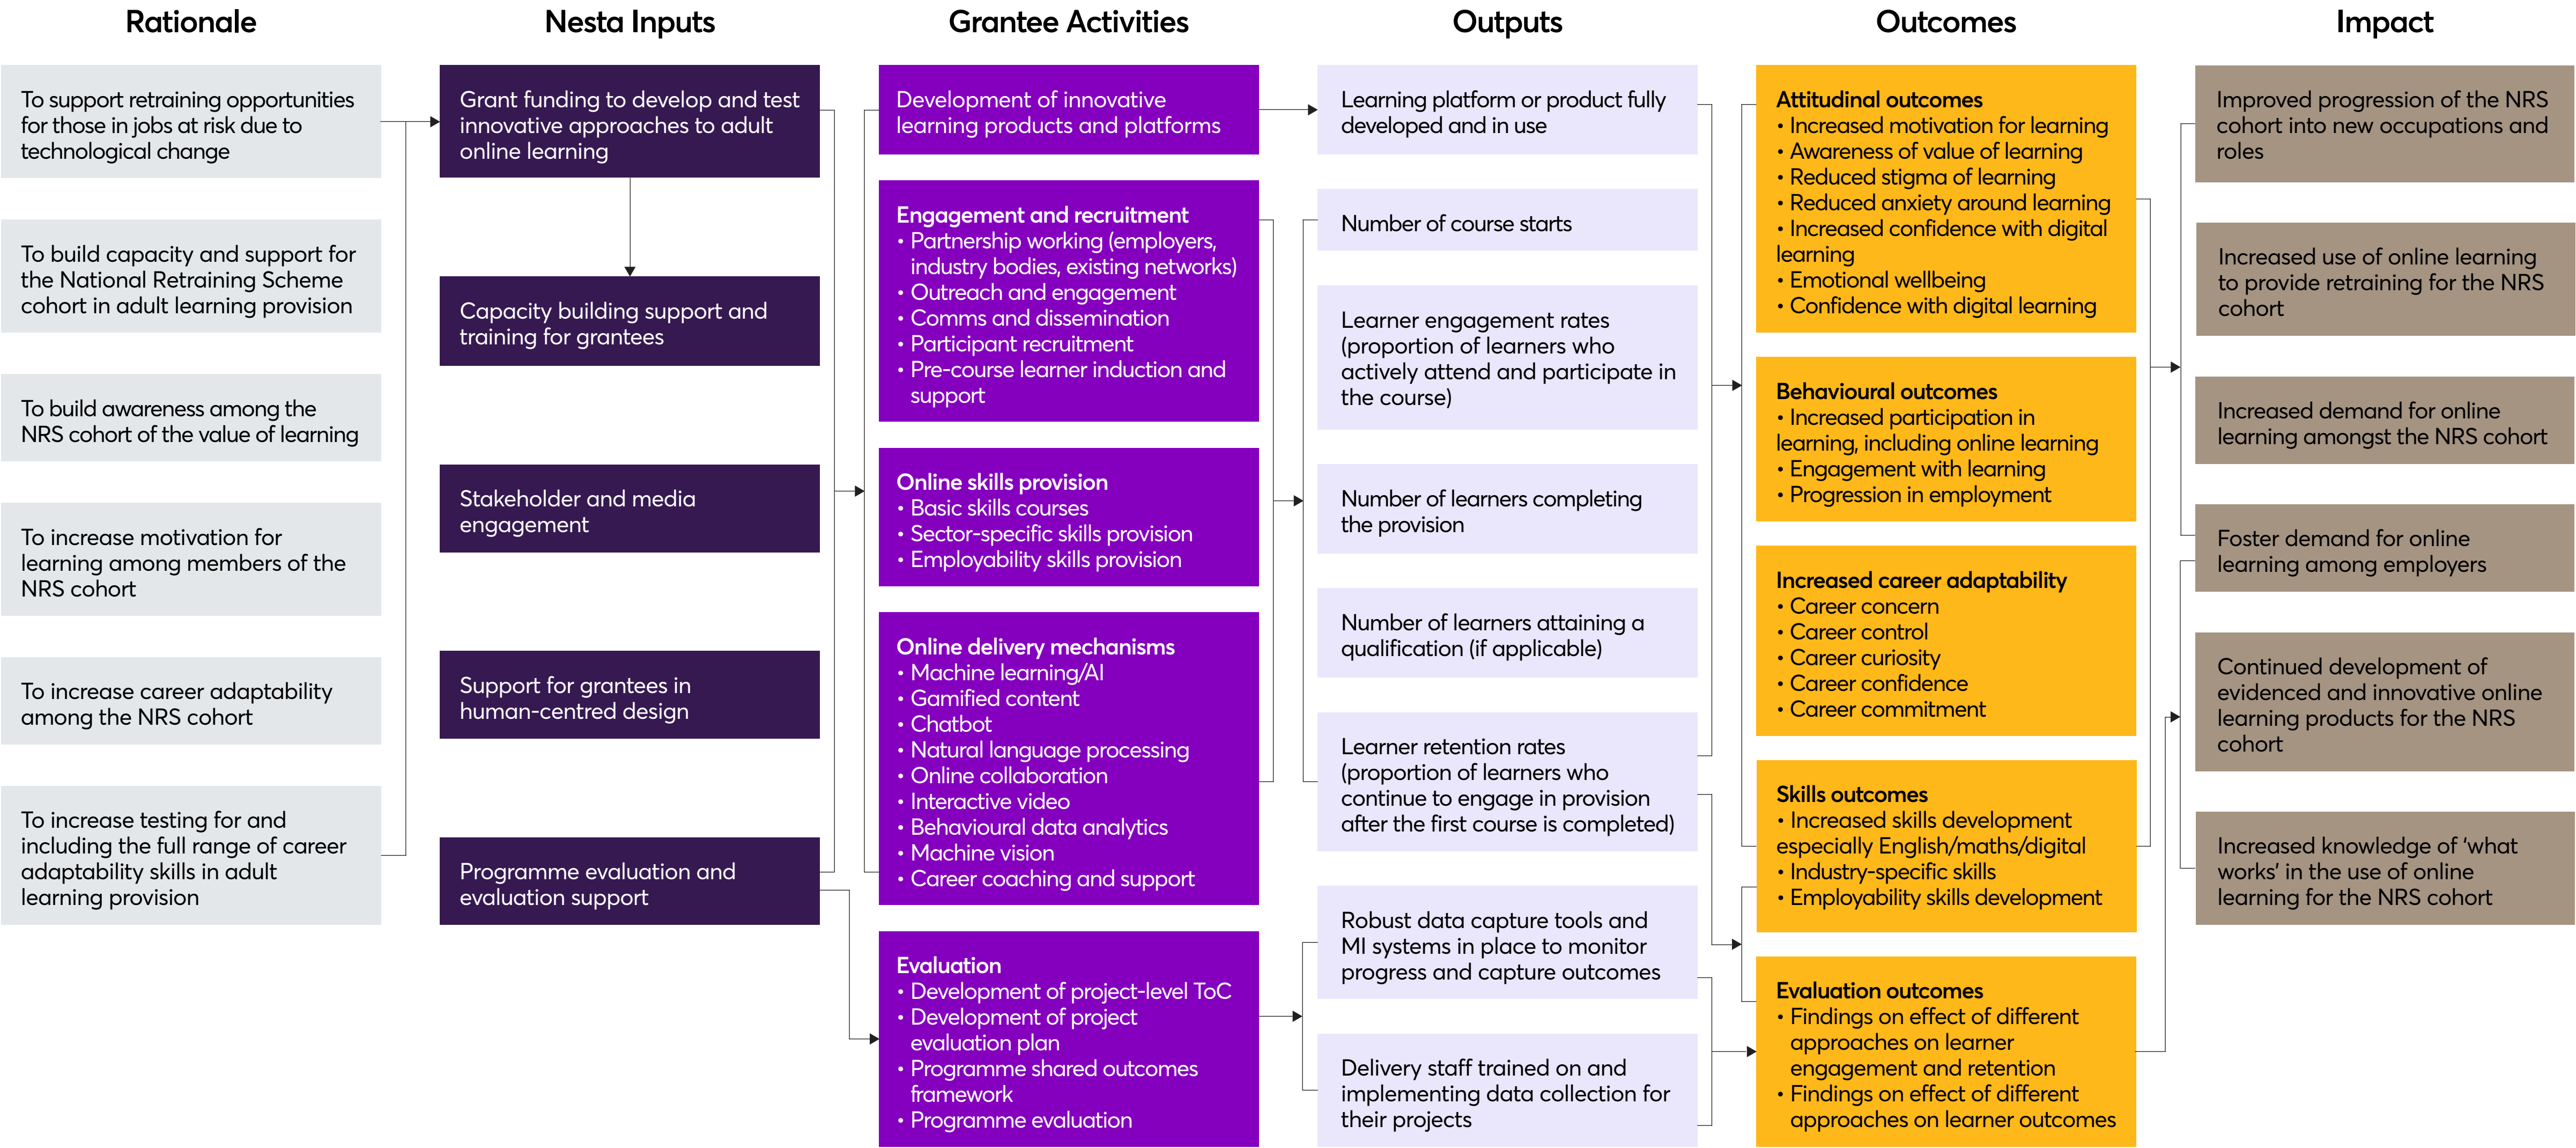 Rationale
Nesta Inputs
Grantee Activities
Outputs
Outcomes
Impact
To support retraining opportunities
for those in jobs at risk due to
technological change
To build capacity and support for
the National Retraining Scheme
cohort in adult learning provision
To build awareness among the
NRS cohort of the value of learning
To increase motivation for
learning among members of the
NRS cohort
To increase career adaptability
among the NRS cohort
To increase testing for and
including the full range of career
adaptability skills in adult
learning provision
Grant funding to develop and test
innovative approaches to adult
online learning
Capacity building support and
training for grantees
Stakeholder and media
engagement
Support for grantees in
human-centred design
Programme evaluation and
evaluation support
Development of innovative
learning products and platforms
Engagement and recruitment
• Partnership working (employers,
industry bodies, existing networks)
• Outreach and engagement
• Comms and dissemination
• Participant recruitment
• Pre-course learner induction and
support
Online skills provision
• Basic skills courses
• Sector-specific skills provision
• Employability skills provision
Online delivery mechanisms
• Machine learning/AI
• Gamified content
• Chatbot
• Natural language processing
• Online collaboration
• Interactive video
• Behavioural data analytics
• Machine vision
• Career coaching and support
Evaluation
• Development of project-level ToC
• Development of project
evaluation plan
• Programme shared outcomes
framework
• Programme evaluation
Learning platform or product fully
developed and in use
Number of course starts
Learner engagement rates
(proportion of learners who
actively attend and participate in
the course)
Number of learners completing
the provision
Number of learners attaining a
qualification (if applicable)
Learner retention rates
(proportion of learners who
continue to engage in provision
after the first course is completed)
Robust data capture tools and
MI systems in place to monitor
progress and capture outcomes
Delivery staff trained on and
implementing data collection for
their projects
Attitudinal outcomes
• Increased motivation for learning
• Awareness of value of learning
• Reduced stigma of learning
• Reduced anxiety around learning
• Increased confidence with digital
learning
• Emotional wellbeing
• Confidence with digital learning
Behavioural outcomes
• Increased participation in
learning, including online learning
• Engagement with learning
• Progression in employment
Increased career adaptability
• Career concern
• Career control
• Career curiosity
• Career confidence
• Career commitment
Skills outcomes
• Increased skills development
especially English/maths/digital
• Industry-specific skills
• Employability skills development
Evaluation outcomes
• Findings on effect of different
approaches on learner
engagement and retention
• Findings on effect of different
approaches on learner outcomes
Improved progression of the NRS
cohort into new occupations and
roles
Increased use of online learning
to provide retraining for the NRS
cohort
Increased demand for online
learning amongst the NRS cohort
Foster demand for online
learning among employers
Continued development of
evidenced and innovative online
learning products for the NRS
cohort
Increased knowledge of 'what
works' in the use of online
learning for the NRS cohort